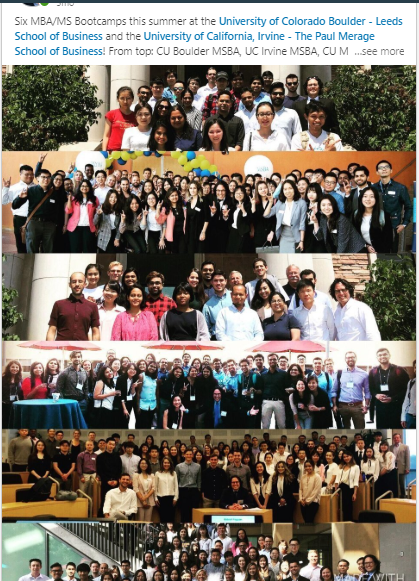 5mo
Six MBA/MS Bootcamps this summer at the University of Colorado Boulder - Leeds
School of Business and the University of California, Irvine - The Paul Merage
School of Business! From top: CU Boulder MSBA, UC Irvine MSBA, CU M ...see more